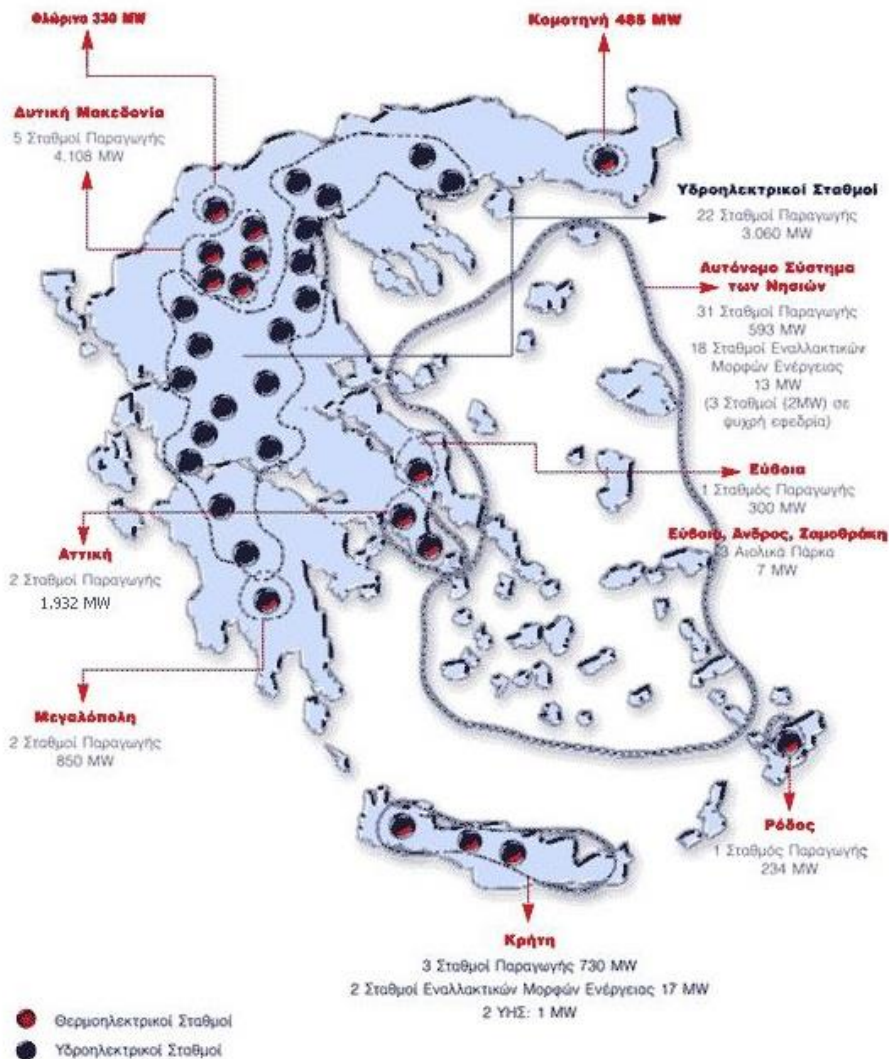 Φλώρινα 330 MW
Κομοτηνή 485 MW
Δυτική Μακεδονία
5 Σταθμοί Παραγωγής
4.108 MW
Υδροηλεκτρικοί Σταθμοί
22 Σταθμοί Παραγωγής
3.060 MW
Αυτόνομο Σύστημα
των Νησιών
31 Σταθμοί Παραγωγής
593 MW
18 Σταθμοί Εναλλακτικών
Μορφών Ενέργειας
13 MW
(3 Σταθμοί (2MW) σε
ψυχρή εφεδρία)
Εύβοια
1 Σταθμός Παραγωγής
300 MW
Εύβοια, Άνδρος, Σαμοθράκη
3 Αιολικά Πάρκα
7 MW
Αττική
2 Σταθμοί Παραγωγής
1.932 MW
Μεγαλόπολη
2 Σταθμοί Παραγωγής
850 MW
Ρόδος
1 Σταθμός Παραγωγής
234 MW
Κρήτη
3 Σταθμοί Παραγωγής 730 MW
2 Σταθμοί Εναλλακτικών Μορφών Ενέργειας 17 MW
2 ΥΗΣ: 1 MW
Θερμοηλεκτρικοί Σταθμοί
Υδροηλεκτρικοί Σταθμοί